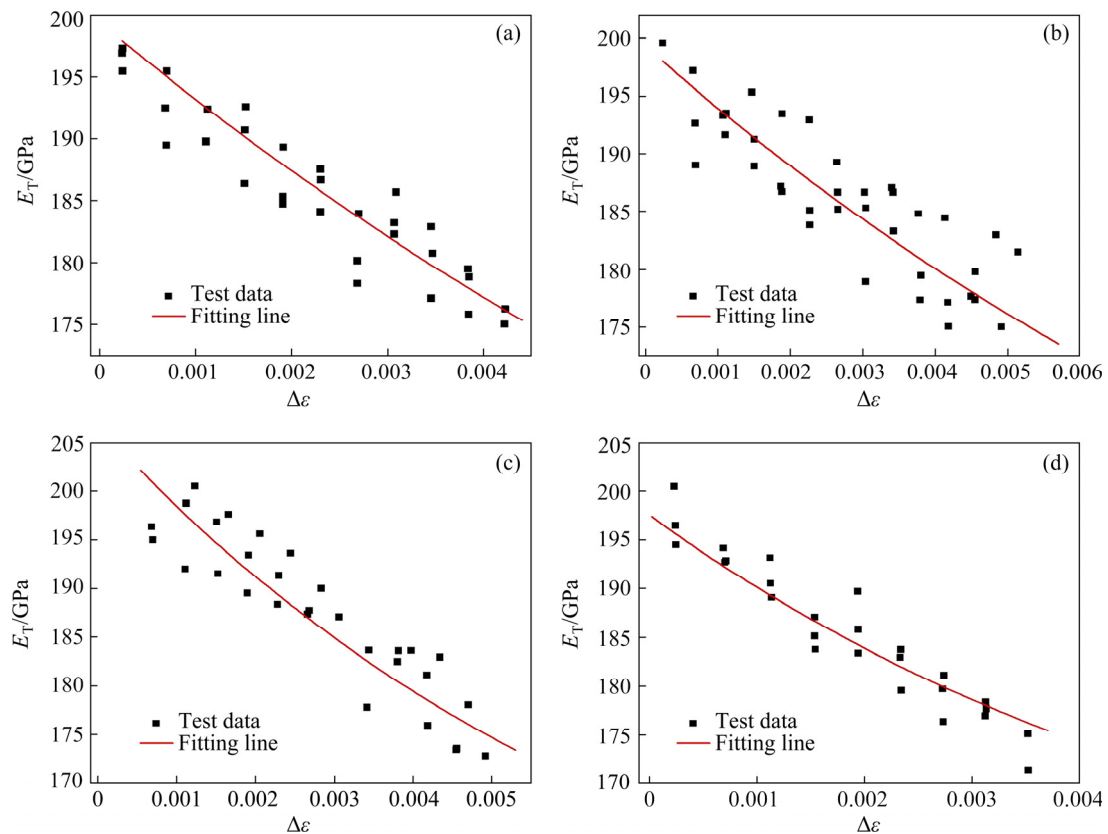 (a)
200
195
190
185
180
175
E_T/GPa
Test data
Fitting line
0 0.001 0.002 0.003 0.004
Δε
(b)
200
195
190
185
180
175
E_T/GPa
Test data
Fitting line
0 0.001 0.002 0.003 0.004 0.005 0.006
Δε
(c)
205
200
195
190
185
180
175
170
E_T/GPa
Test data
Fitting line
0 0.001 0.002 0.003 0.004 0.005
Δε
(d)
205
200
195
190
185
180
175
170
E_T/GPa
Test data
Fitting line
0 0.001 0.002 0.003 0.004
Δε